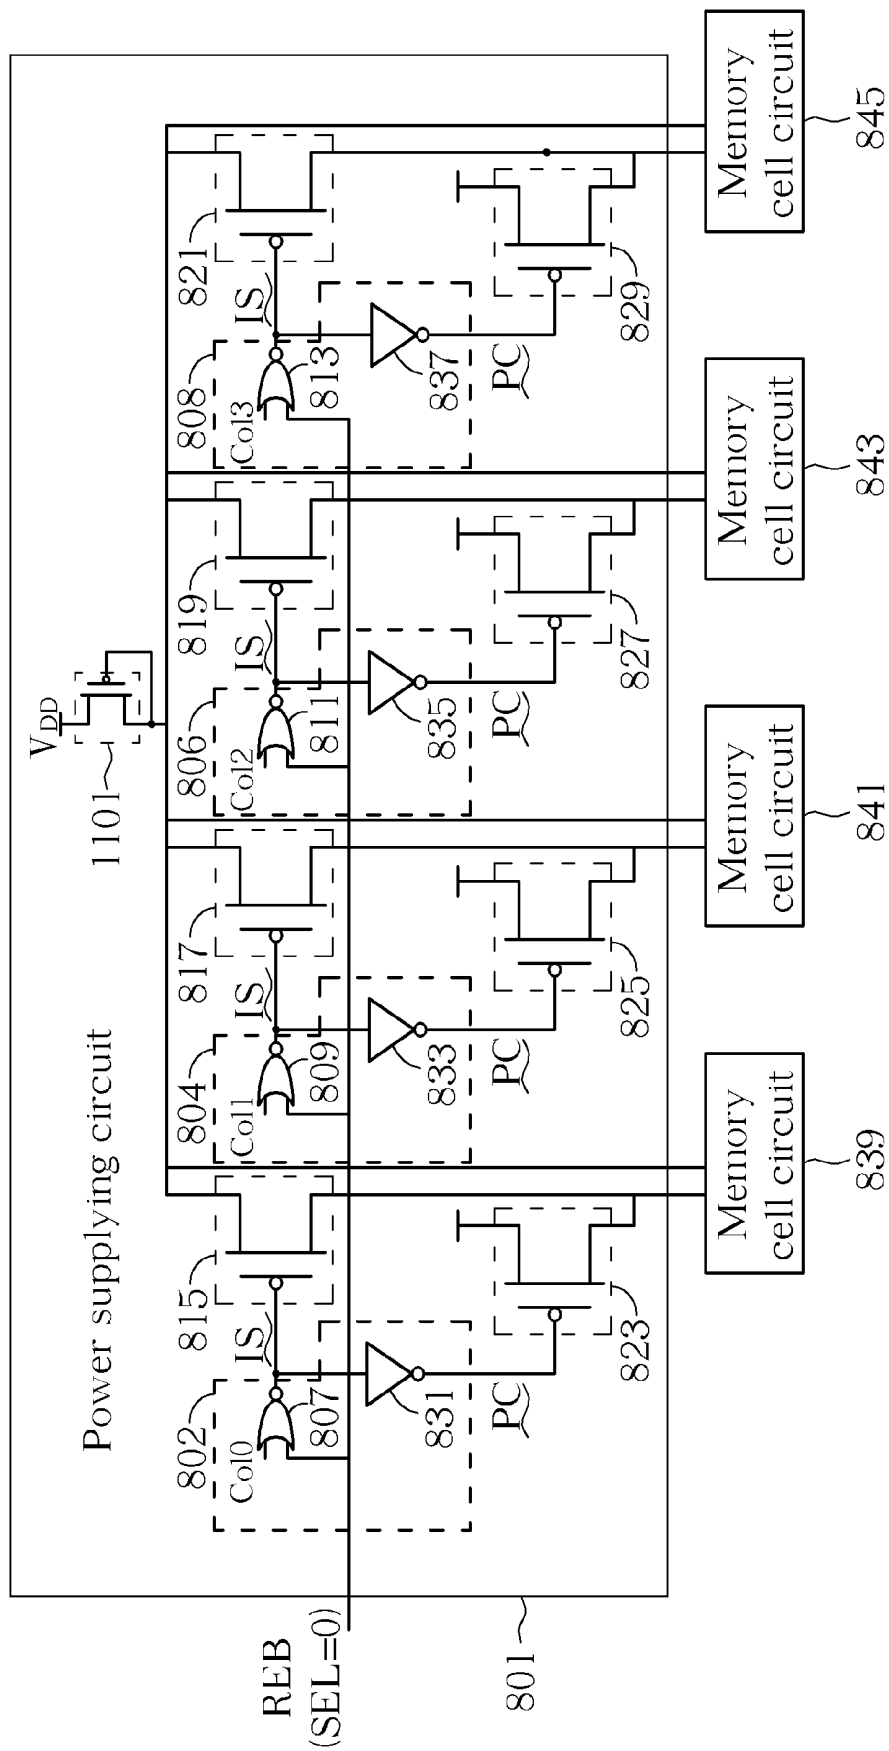 Power supplying circuit
V_DD
1101
802
Col0
807
IS
815
831
PC
823
804
Col1
809
IS
817
833
PC
825
806
Col2
811
IS
819
835
PC
827
808
Col3
813
IS
821
837
PC
829
REB
(SEL=0)
801
Memory
cell circuit
839
Memory
cell circuit
841
Memory
cell circuit
843
Memory
cell circuit
845